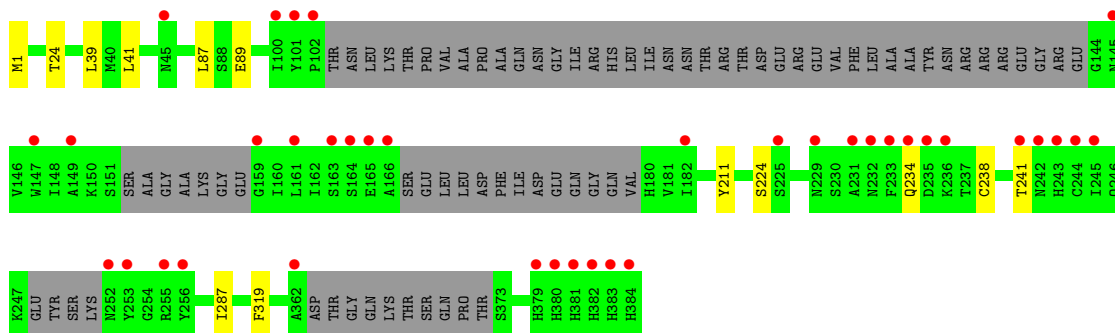 M1 T24 L39 M40 L41 N45 L87 S88 E89 I100 Y101 P102 THR ASN LEU LYS THR PRO VAL ALA PRO ALA GLN ASN GLY ILE ARG HIS LEU ILE ASN ASN THR ARG THR ASP GLU ARG GLU VAL PHE LEU ALA ALA TYR ASN ARG ARG ARG GLU GLY ARG GLU G144 N145
V146 W147 I148 A149 K150 S151 SER ALA GLY ALA LYS GLY GLU G159 I160 L161 I162 S163 S164 E165 A166 SER GLU LEU LEU ASP PHE ILE ASP GLU GLN GLY GLN VAL H180 V181 I182 Y211 S224 S225 N229 S230 A231 N232 F233 Q234 D235 K236 T237 C238 T241 N242 H243 C244 I245
K247 GLU TYR SER LYS N252 Y253 G254 R255 Y256 I287 F319 A362 ASP THR GLY GLN LYS THR SER GLN PRO THR S373 H379 H380 H381 H382 H383 H384